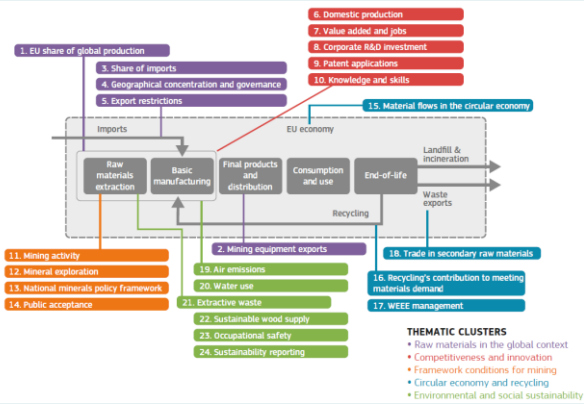 6. Domestic production
7. Value added and jobs
8. Corporate R&D investment
9. Patent applications
10. Knowledge and skills
1. EU share of global production
3. Share of imports
4. Geographical concentration and governance
5. Export restrictions
15. Material flows in the circular economy
Imports
EU economy
Raw
materials
extraction
Basic
manufacturing
Final products
and
distribution
Consumption
and use
End-of-life
Landfill &
incineration
Waste
exports
Recycling
2. Mining equipment exports
11. Mining activity
12. Mineral exploration
13. National minerals policy framework
14. Public acceptance
19. Air emissions
20. Water use
21. Extractive waste
22. Sustainable wood supply
23. Occupational safety
24. Sustainability reporting
18. Trade in secondary raw materials
16. Recycling's contribution to meeting
materials demand
17. WEEE management
THEMATIC CLUSTERS
• Raw materials in the global context
• Competitiveness and innovation
• Framework conditions for mining
• Circular economy and recycling
• Environmental and social sustainability